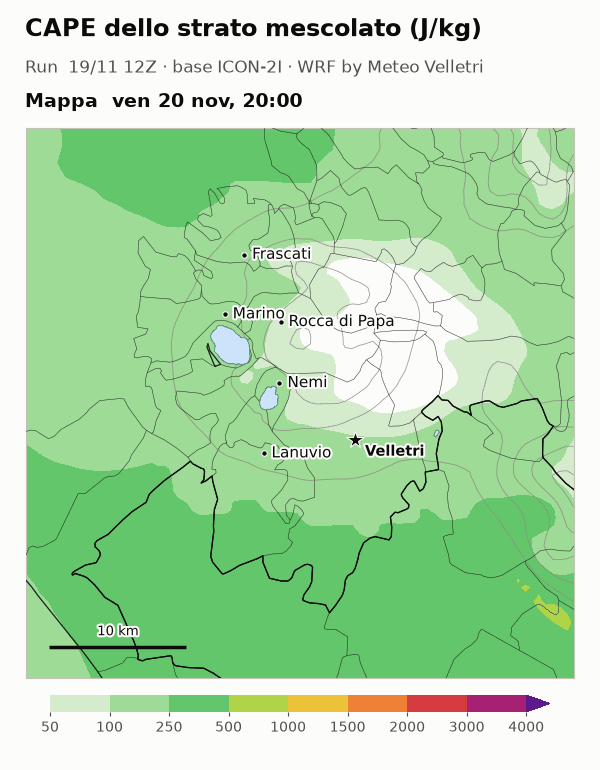 CAPE dello strato mescolato (J/kg)
Run  19/11 12Z · base ICON-2I · WRF by Meteo Velletri
Mappa  ven 20 nov, 20:00
Frascati
Marino
Rocca di Papa
Nemi
Lanuvio
Velletri
10 km
50 100 250 500 1000 1500 2000 3000 4000